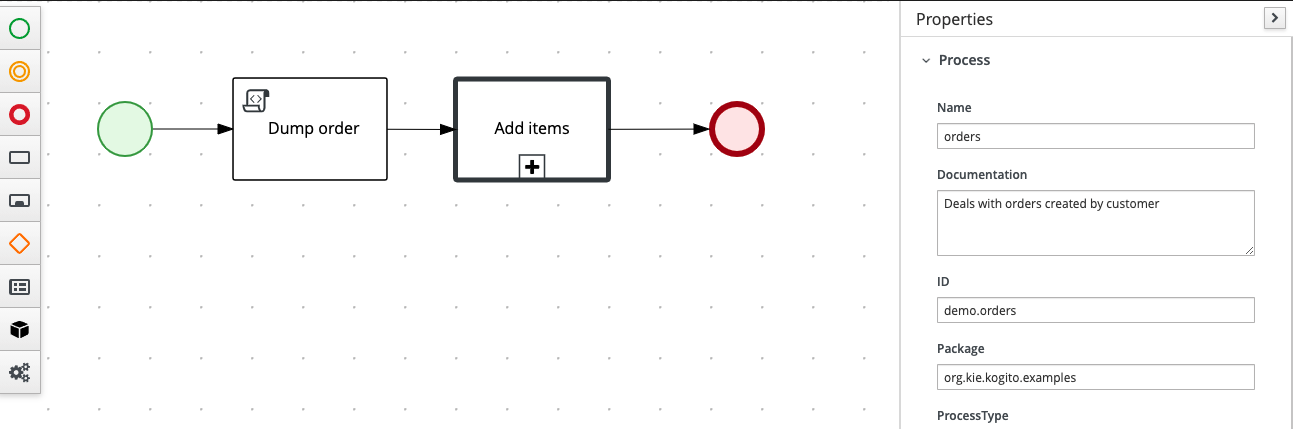 Dump order
Add items
Properties
Process
Name
orders
Documentation
Deals with orders created by customer
ID
demo.orders
Package
org.kie.kogito.examples
ProcessType